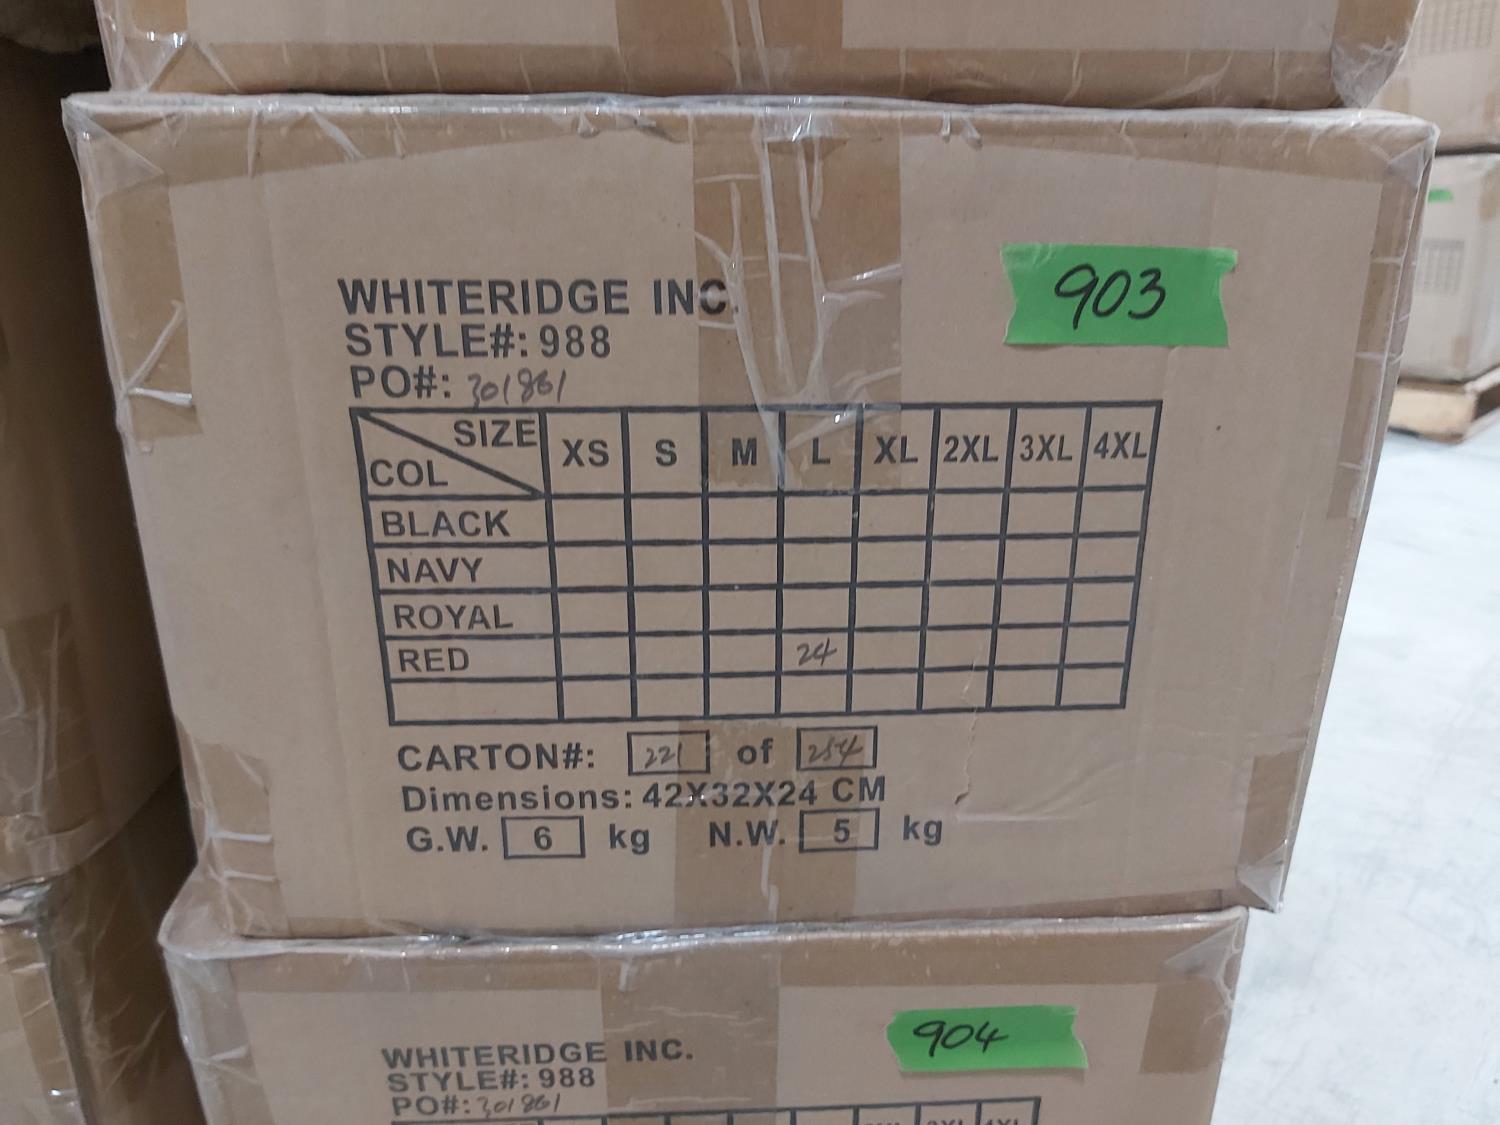 903
WHITERIDGE INC.
STYLE#: 988
PO#: 301861
SIZE COL XS S M L XL 2XL 3XL 4XL
BLACK
NAVY
ROYAL
RED 24
CARTON#: 221 of 254
Dimensions: 42X32X24 CM
G.W. 6 kg N.W. 5 kg
904
WHITERIDGE INC.
STYLE#: 988
PO#: 301861